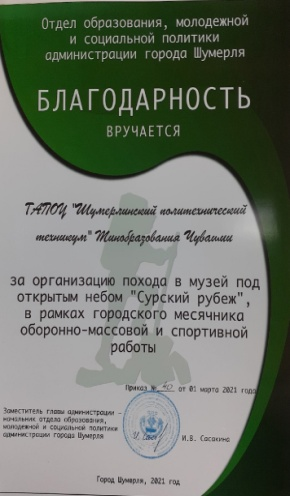 Отдел образования, молодежной
и социальной политики
администрации города Шумерля
БЛАГОДАРНОСТЬ
ВРУЧАЕТСЯ
ГАПОУ "Шумерлинский политехнический
техникум" Минобразования Чувашии
за организацию похода в музей под
открытым небом "Сурский рубеж",
в рамках городского месячника
оборонно-массовой и спортивной
работы
Приказ № от 01 марта 2021 года
Заместитель главы администрации –
начальник отдела образования,
молодежной и социальной политики
администрации города Шумерля
И.В. Сасакина
Город Шумерля, 2021 год